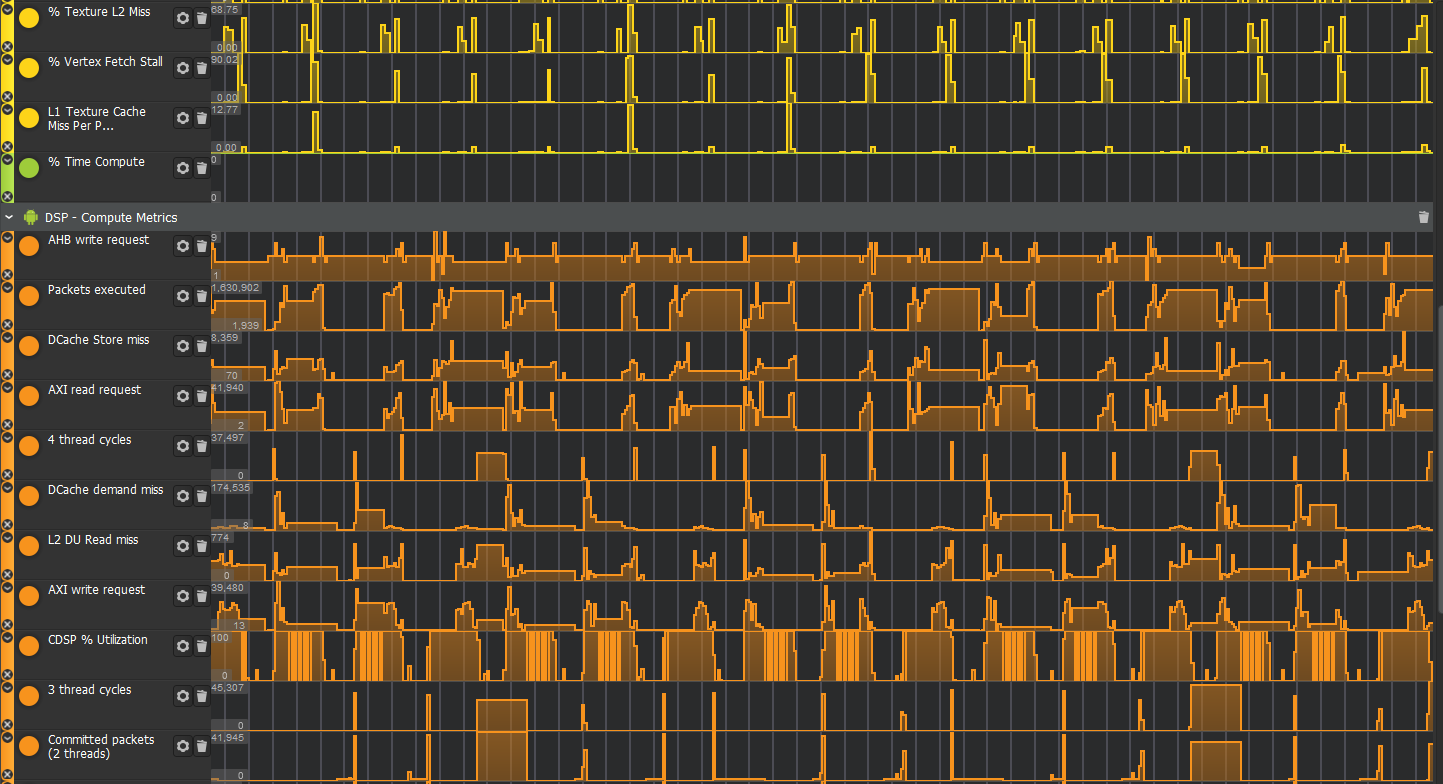 % Texture L2 Miss
68.75
0.00
% Vertex Fetch Stall
90.02
0.00
L1 Texture Cache
Miss Per P...
12.77
0.00
% Time Compute
0
0
DSP - Compute Metrics
AHB write request
9
1
Packets executed
1,630,902
1,939
DCache Store miss
8,359
70
AXI read request
41,940
2
4 thread cycles
37,497
0
DCache demand miss
174,535
8
L2 DU Read miss
774
0
AXI write request
39,480
13
CDSP % Utilization
100
0
3 thread cycles
45,307
0
Committed packets
(2 threads)
41,945
0